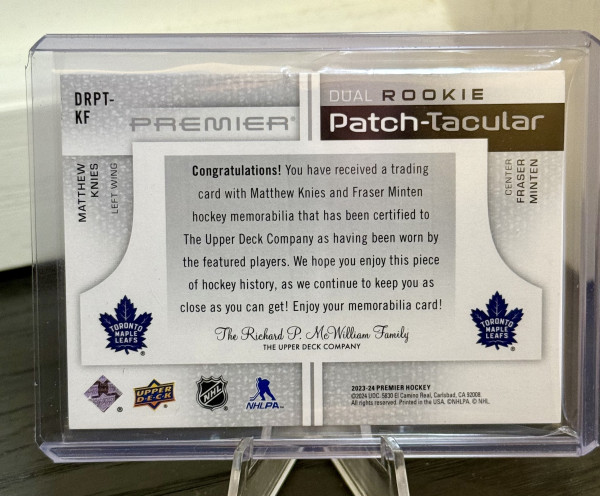 DRPT-
KF
PREMIER®
DUAL ROOKIE
Patch-Tacular
MATTHEW
KNIES
LEFT WING
CENTER
FRASER
MINTEN
Congratulations! You have received a trading
card with Matthew Knies and Fraser Minten
hockey memorabilia that has been certified to
The Upper Deck Company as having been worn by
the featured players. We hope you enjoy this piece
of hockey history, as we continue to keep you as
close as you can get! Enjoy your memorabilia card!
The Richard P. McWilliam Family
THE UPPER DECK COMPANY
TORONTO
MAPLE
LEAFS
®
TORONTO
MAPLE
LEAFS
®
®
UPPER
DECK
NHL
®
NHLPA
2023-24 PREMIER HOCKEY
©2024 UDC. 5830 El Camino Real, Carlsbad, CA 92008.
All rights reserved. Printed in the USA. ©NHLPA. © NHL.